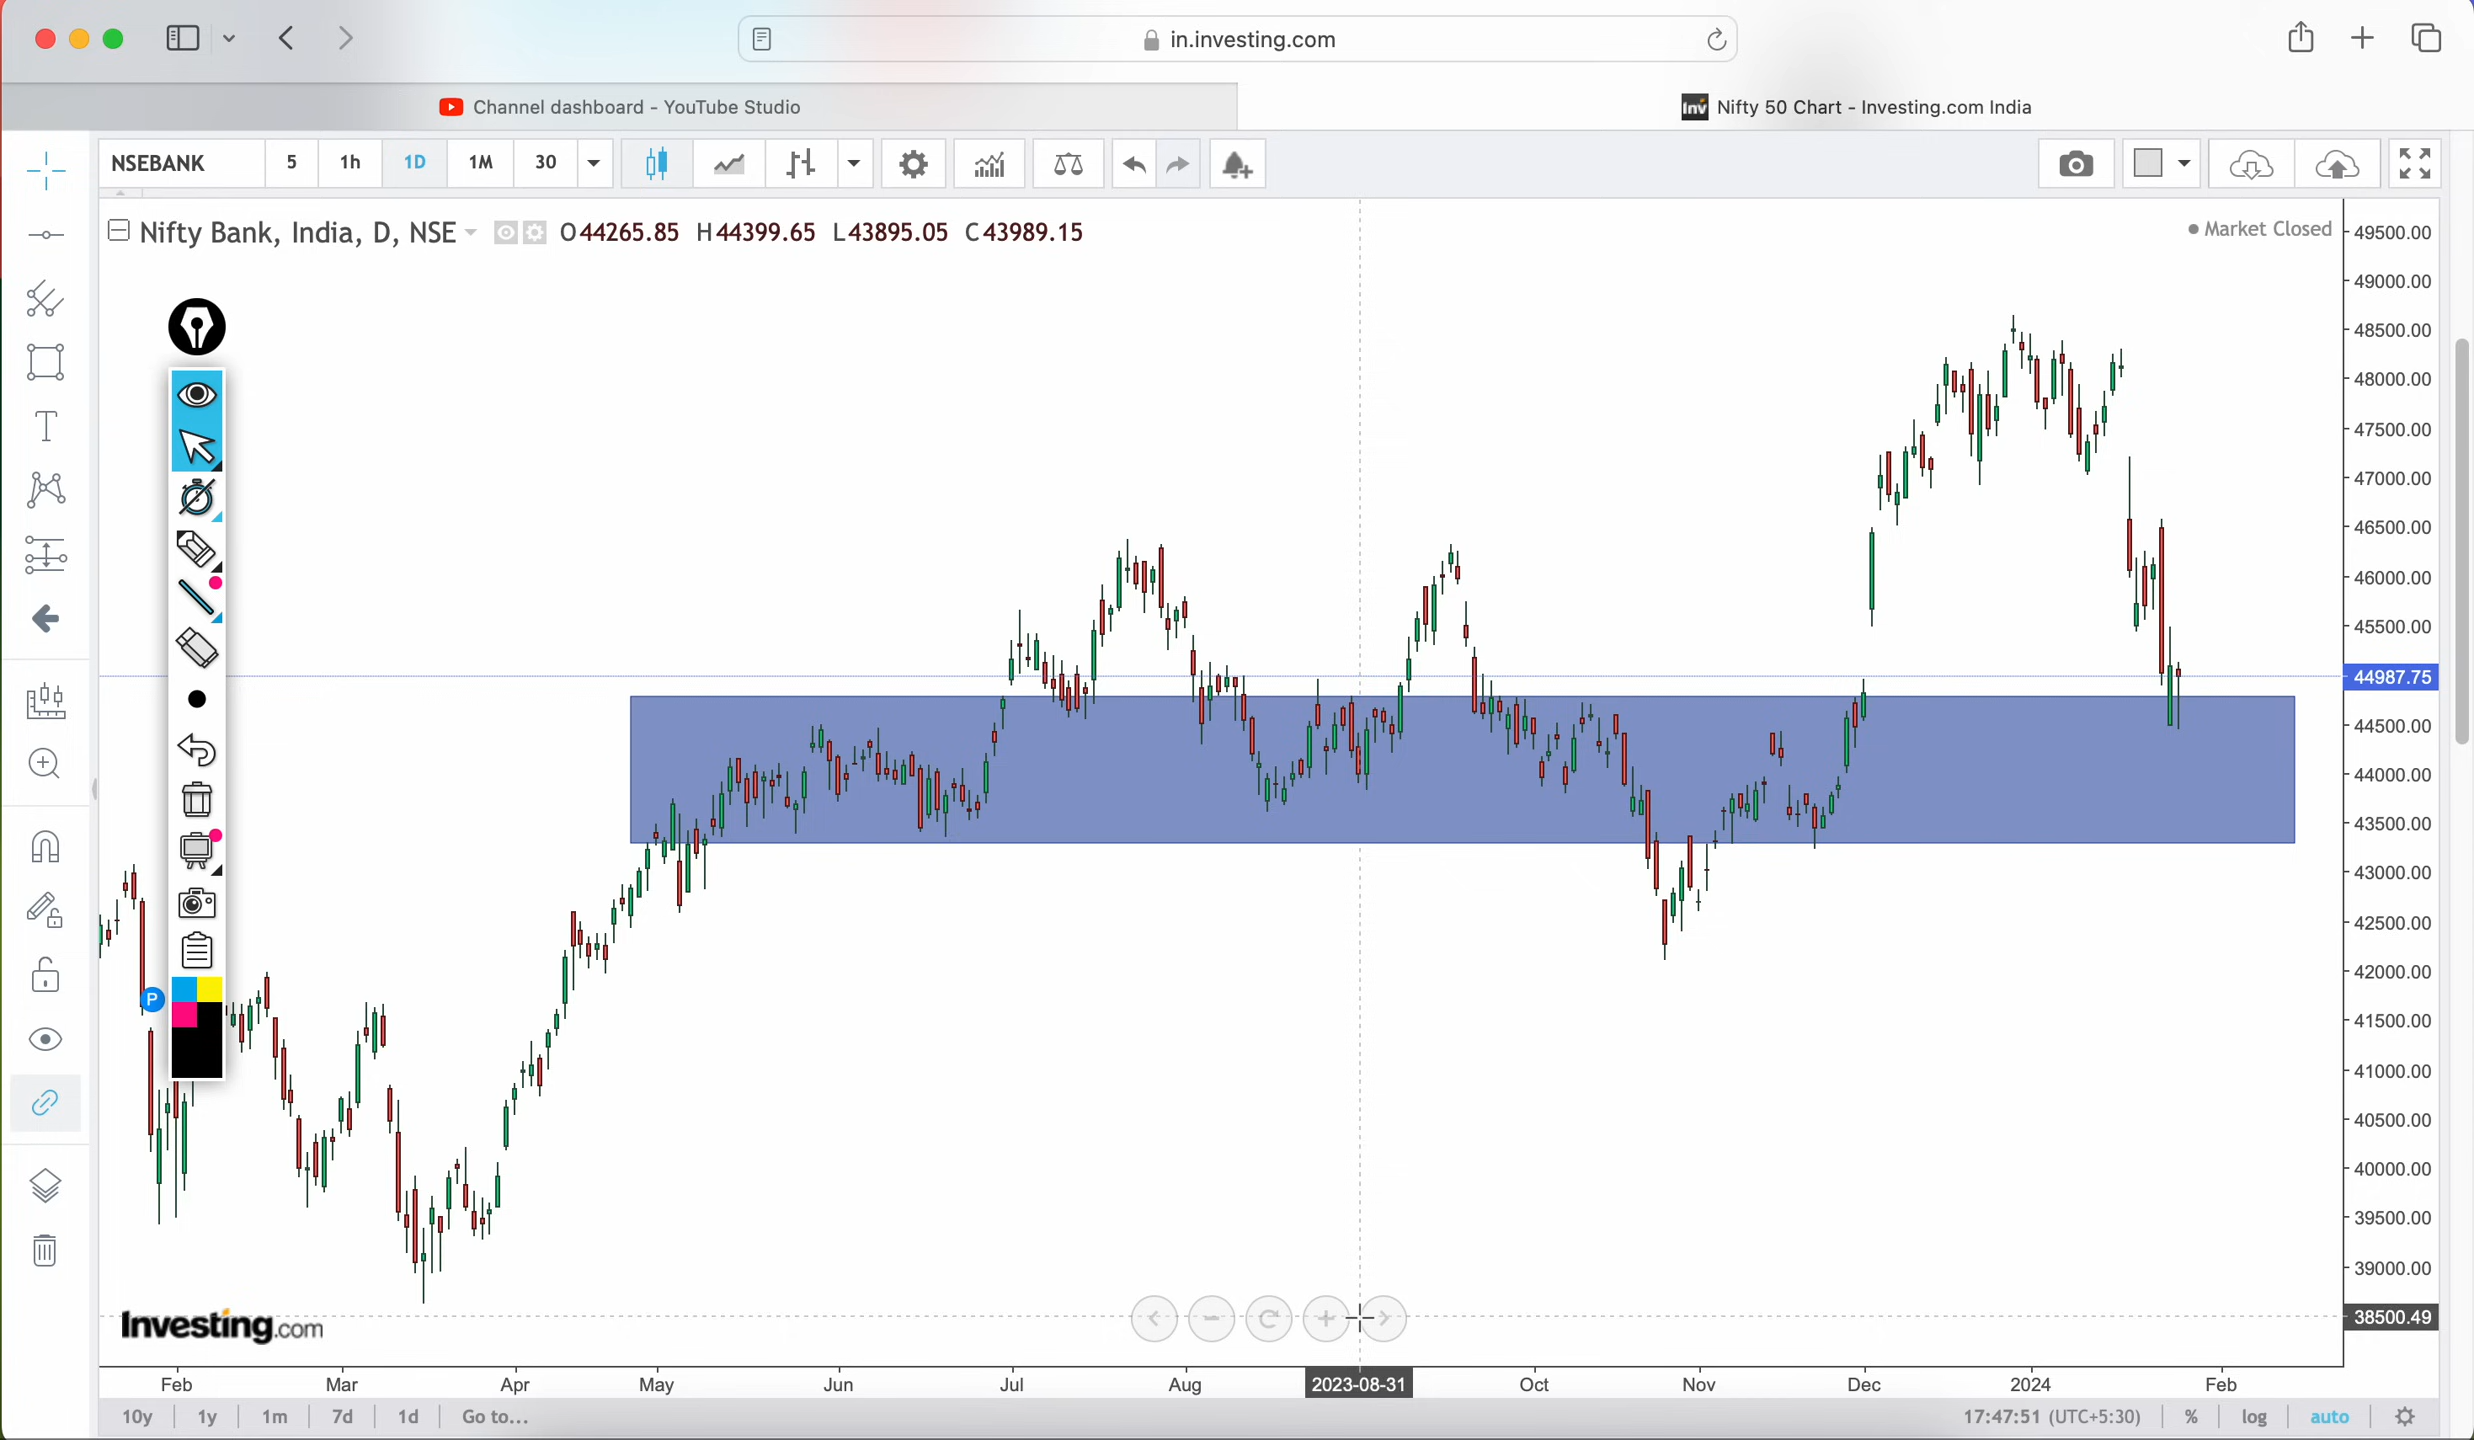 in.investing.com
Channel dashboard - YouTube Studio
Inv Nifty 50 Chart - Investing.com India
NSEBANK 5 1h 1D 1M 30
Nifty Bank, India, D, NSE O44265.85 H44399.65 L43895.05 C43989.15
Market Closed
49500.00
49000.00
48500.00
48000.00
47500.00
47000.00
46500.00
46000.00
45500.00
44987.75
44500.00
44000.00
43500.00
43000.00
42500.00
42000.00
P
41500.00
41000.00
40500.00
40000.00
39500.00
39000.00
38500.49
Investing.com
Feb Mar Apr May Jun Jul Aug 2023-08-31 Oct Nov Dec 2024 Feb
10y 1y 1m 7d 1d Go to... 17:47:51 (UTC+5:30) % log auto